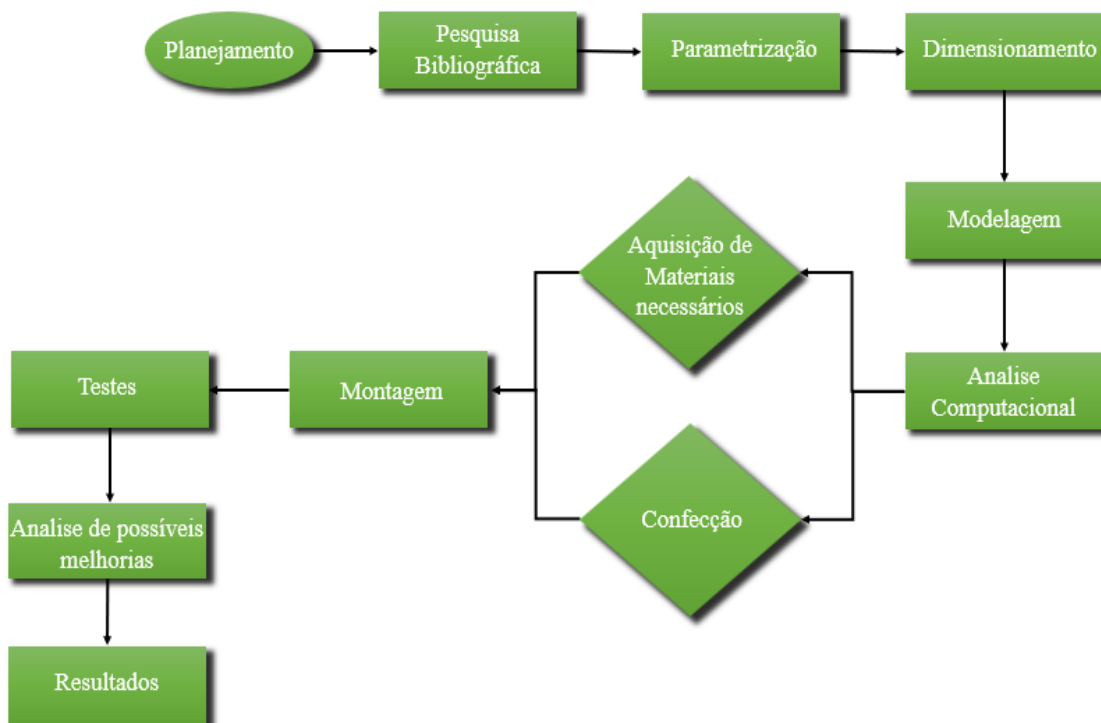 Planejamento
Pesquisa
Bibliográfica
Parametrização
Dimensionamento
Modelagem
Analise
Computacional
Aquisição de
Materiais
necessários
Confecção
Montagem
Testes
Analise de possíveis
melhorias
Resultados